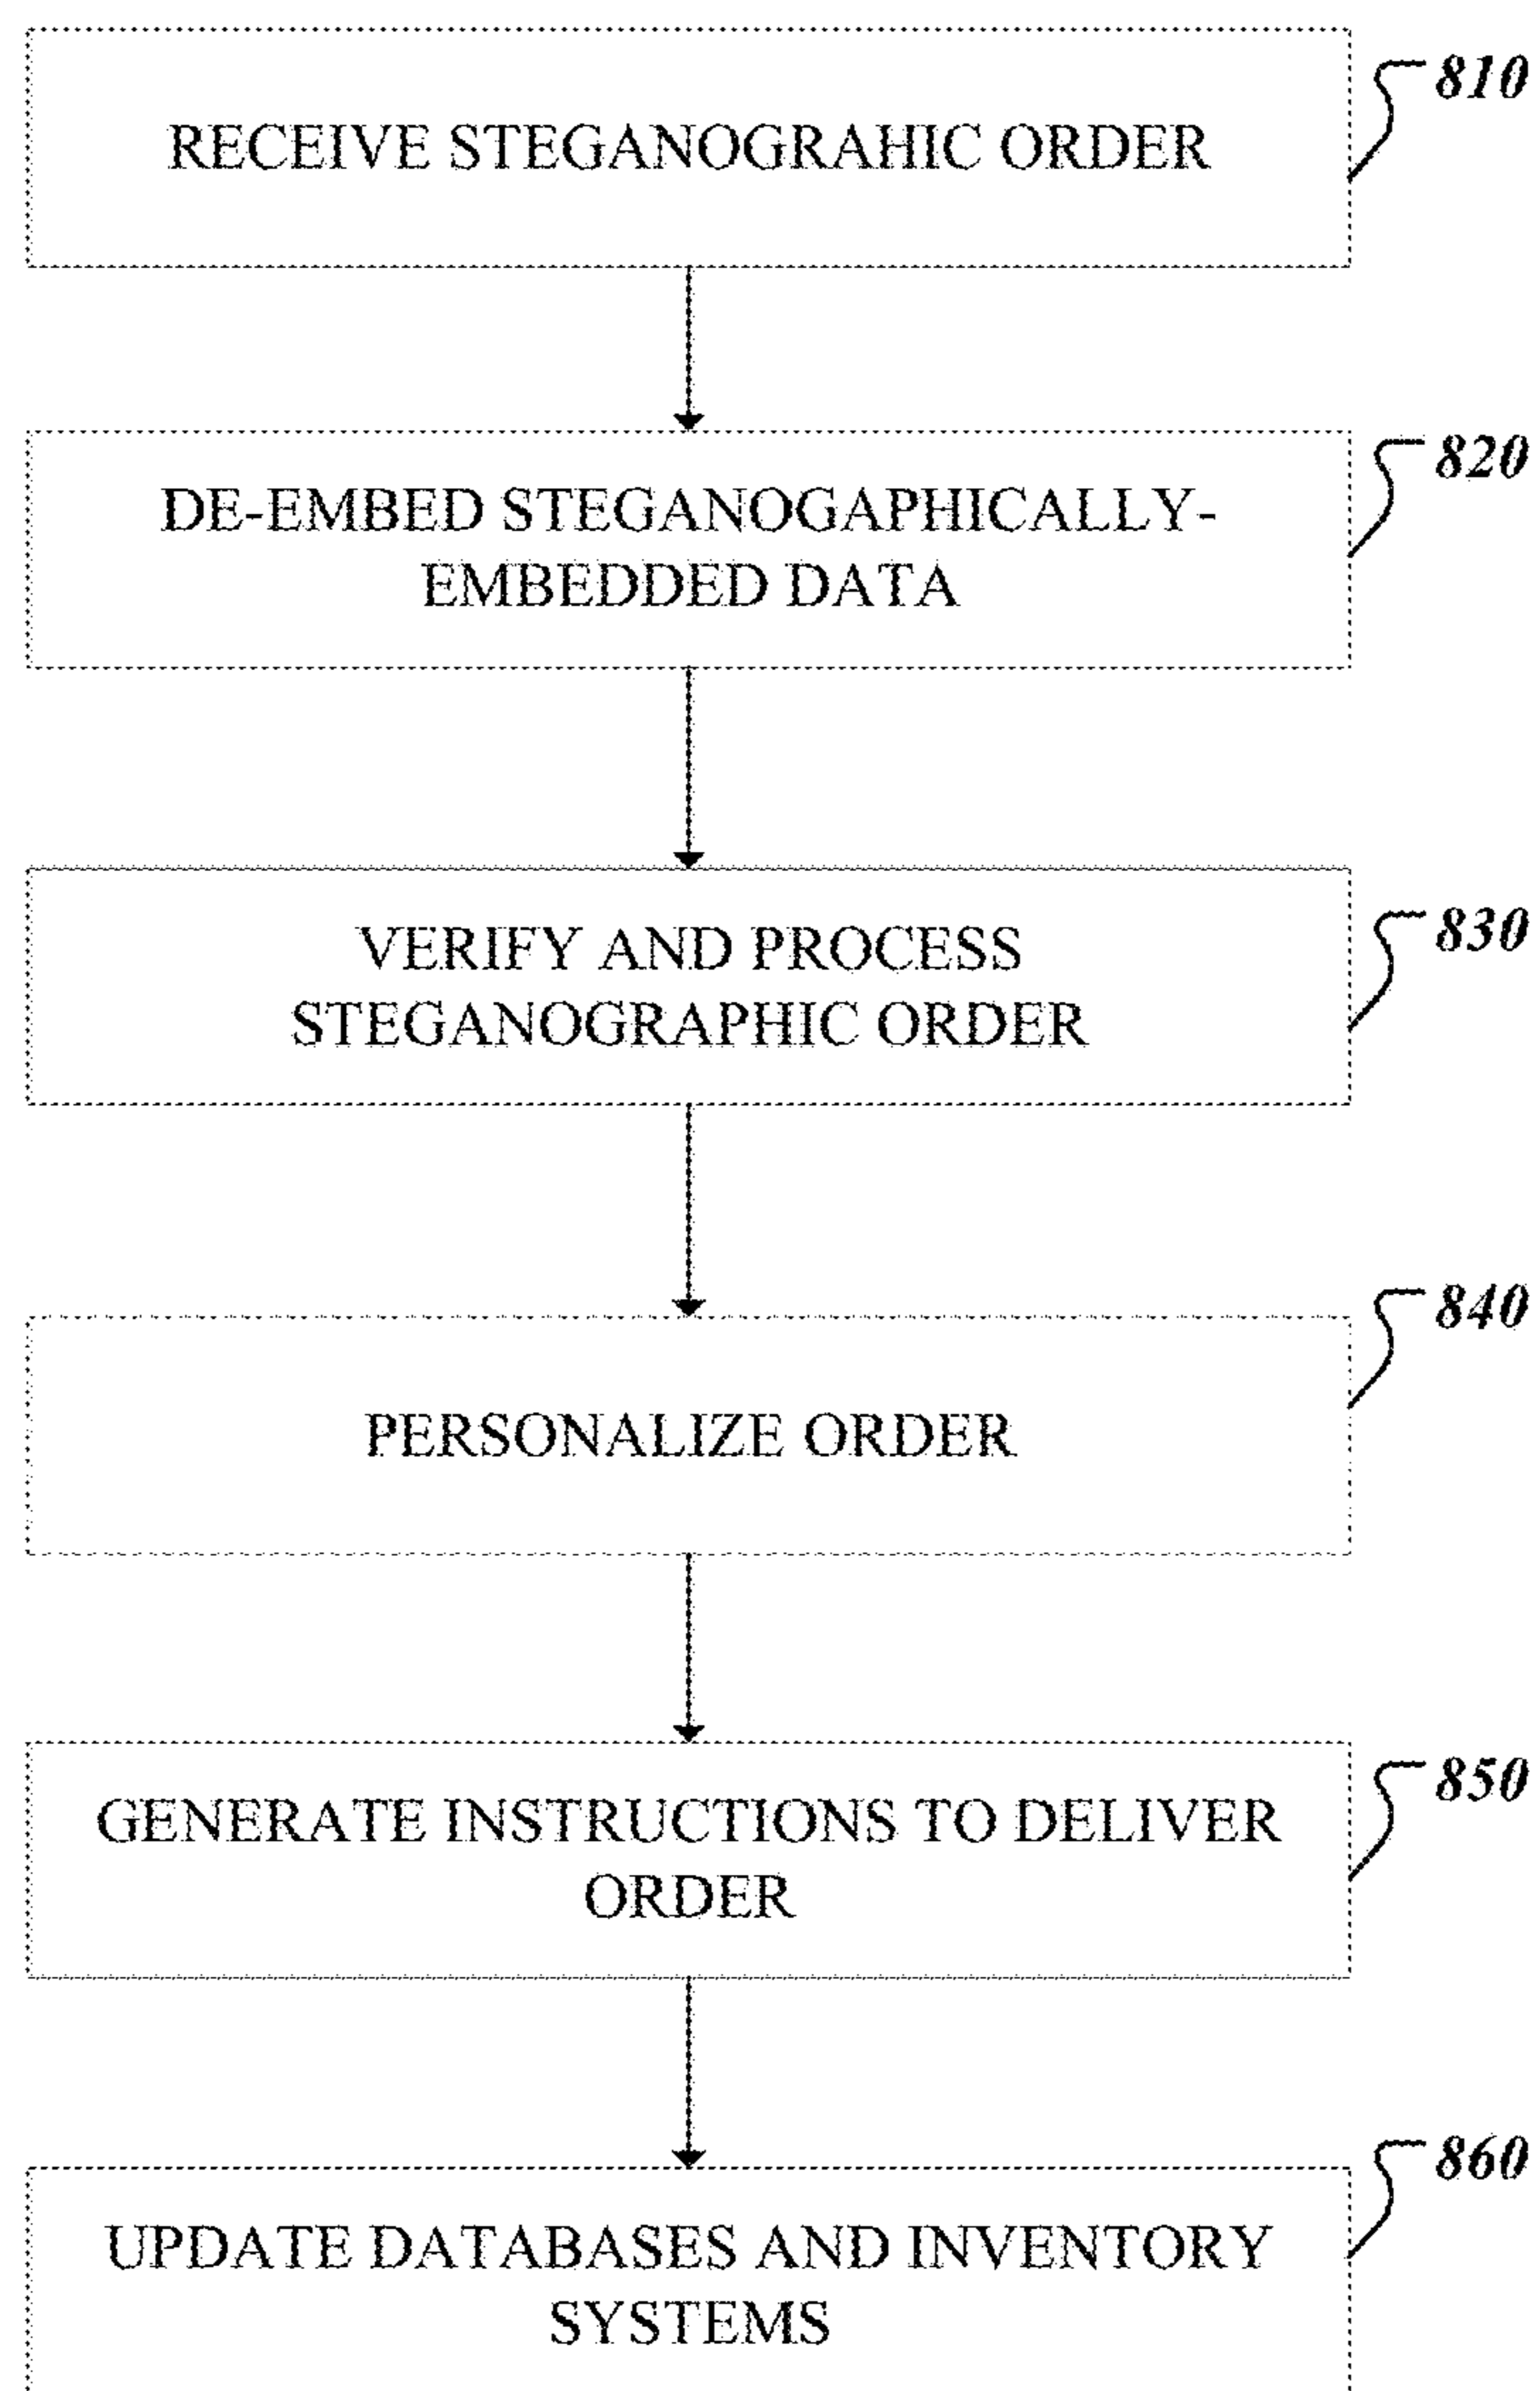 810
RECEIVE STEGANOGRAHIC ORDER
820
DE-EMBED STEGANOGAPHICALLY-
EMBEDDED DATA
830
VERIFY AND PROCESS
STEGANOGRAPHIC ORDER
840
PERSONALIZE ORDER
850
GENERATE INSTRUCTIONS TO DELIVER
ORDER
860
UPDATE DATABASES AND INVENTORY
SYSTEMS